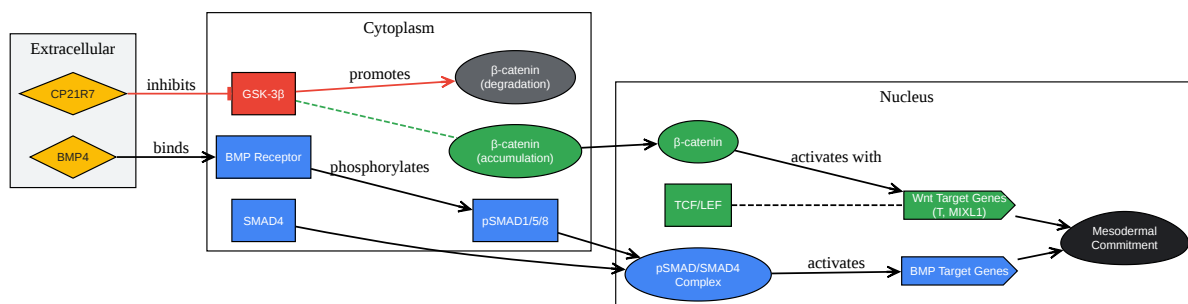 Extracellular
CP21R7
BMP4
inhibits
binds
Cytoplasm
GSK-3β
promotes
β-catenin
(degradation)
β-catenin
(accumulation)
BMP Receptor
phosphorylates
SMAD4
pSMAD1/5/8
Nucleus
β-catenin
activates with
TCF/LEF
Wnt Target Genes
(T, MIXL1)
pSMAD/SMAD4
Complex
activates
BMP Target Genes
Mesodermal
Commitment